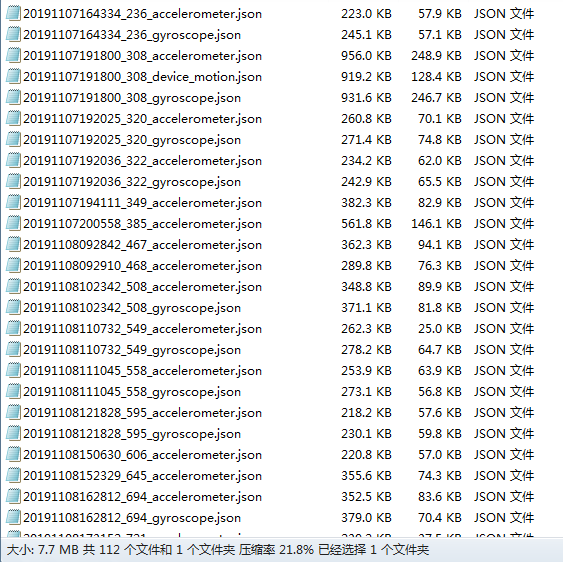 20191107164334_236_accelerometer.json 223.0 KB 57.9 KB JSON 文件
20191107164334_236_gyroscope.json 245.1 KB 57.1 KB JSON 文件
20191107191800_308_accelerometer.json 956.0 KB 248.9 KB JSON 文件
20191107191800_308_device_motion.json 919.2 KB 128.4 KB JSON 文件
20191107191800_308_gyroscope.json 931.6 KB 246.7 KB JSON 文件
20191107192025_320_accelerometer.json 260.8 KB 70.1 KB JSON 文件
20191107192025_320_gyroscope.json 271.4 KB 74.8 KB JSON 文件
20191107192036_322_accelerometer.json 234.2 KB 62.0 KB JSON 文件
20191107192036_322_gyroscope.json 242.9 KB 65.5 KB JSON 文件
20191107194111_349_accelerometer.json 382.3 KB 82.9 KB JSON 文件
20191107200558_385_accelerometer.json 561.8 KB 146.1 KB JSON 文件
20191108092842_467_accelerometer.json 362.3 KB 94.1 KB JSON 文件
20191108092910_468_accelerometer.json 289.8 KB 76.3 KB JSON 文件
20191108102342_508_accelerometer.json 348.8 KB 89.9 KB JSON 文件
20191108102342_508_gyroscope.json 371.1 KB 81.8 KB JSON 文件
20191108110732_549_accelerometer.json 262.3 KB 25.0 KB JSON 文件
20191108110732_549_gyroscope.json 278.2 KB 64.7 KB JSON 文件
20191108111045_558_accelerometer.json 253.9 KB 63.9 KB JSON 文件
20191108111045_558_gyroscope.json 273.1 KB 56.8 KB JSON 文件
20191108121828_595_accelerometer.json 218.2 KB 57.6 KB JSON 文件
20191108121828_595_gyroscope.json 230.1 KB 59.8 KB JSON 文件
20191108150630_606_accelerometer.json 220.8 KB 57.0 KB JSON 文件
20191108152329_645_accelerometer.json 355.6 KB 74.3 KB JSON 文件
20191108162812_694_accelerometer.json 352.5 KB 83.6 KB JSON 文件
20191108162812_694_gyroscope.json 379.0 KB 70.4 KB JSON 文件
大小: 7.7 MB 共 112 个文件和 1 个文件夹 压缩率 21.8% 已经选择 1 个文件夹